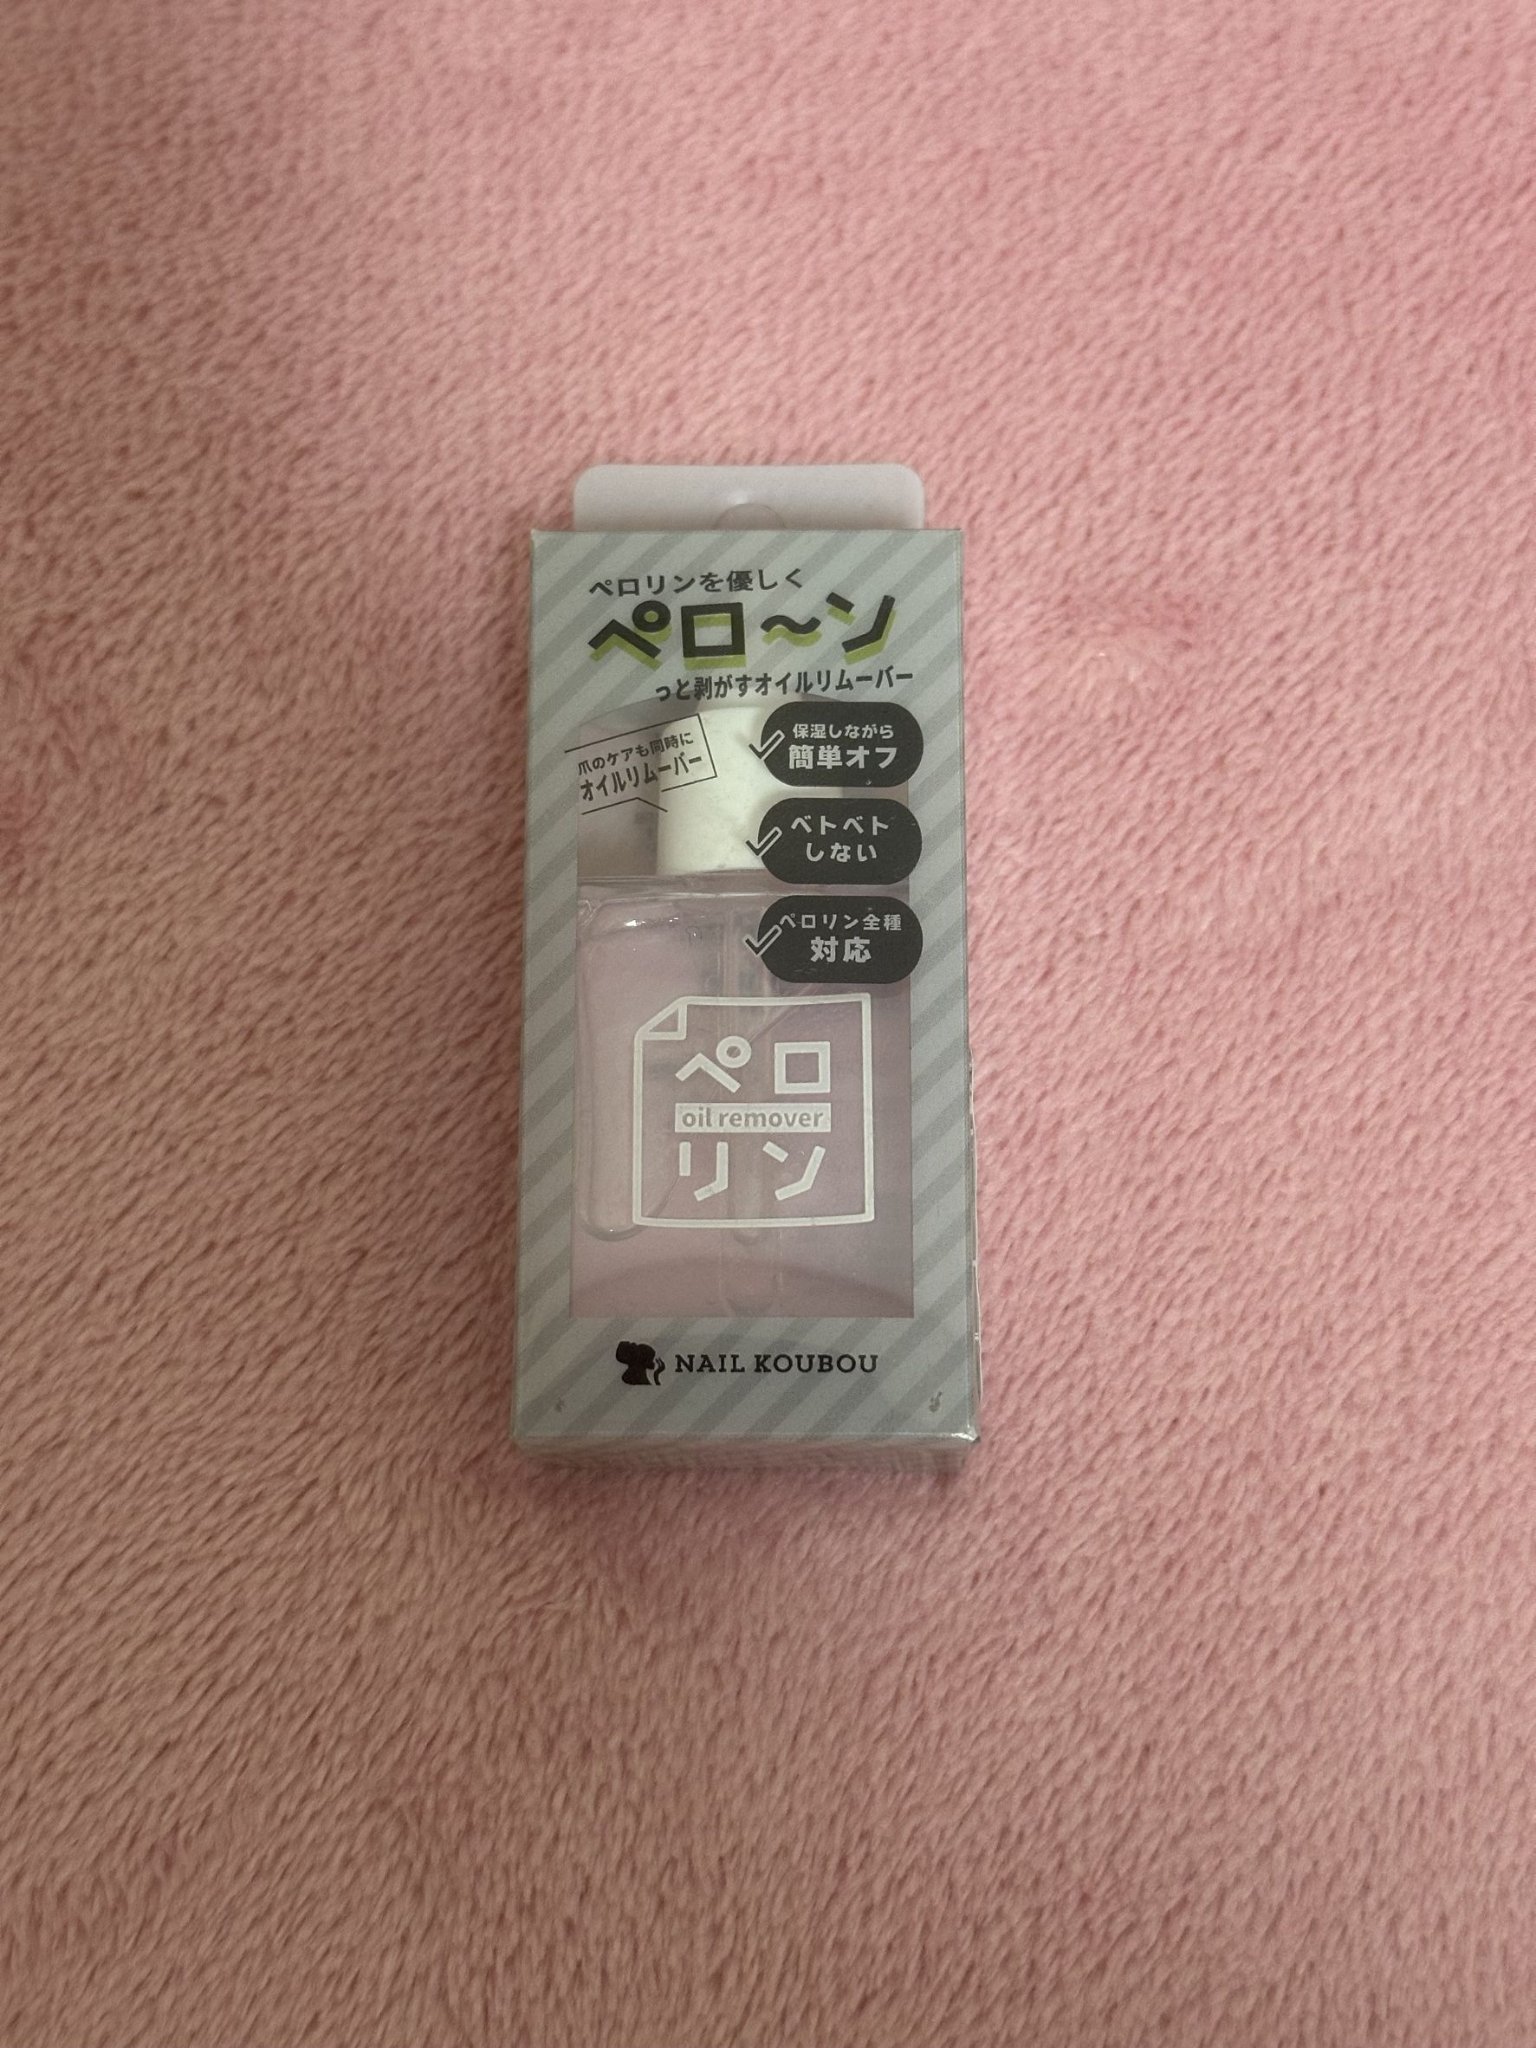 ペロリンを優しく
ペロ〜ン
っと剥がすオイルリムーバー
爪のケアも同時に
オイルリムーバー
保湿しながら
簡単オフ
ベトベト
しない
ペロリン全種
対応
ペロ
oil remover
リン
NAIL KOUBOU